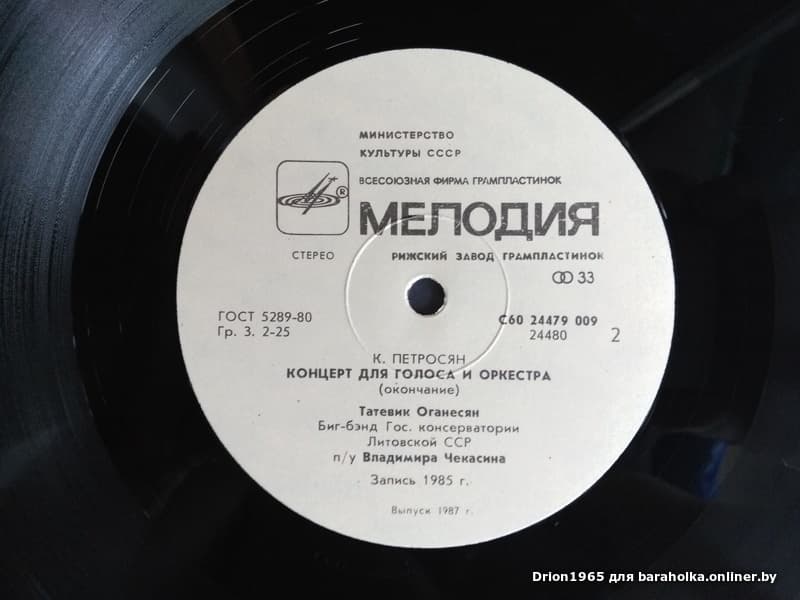 МИНИСТЕРСТВО
КУЛЬТУРЫ СССР
ВСЕСОЮЗНАЯ ФИРМА ГРАМПЛАСТИНОК
®
МЕЛОДИЯ
СТЕРЕО
РИЖСКИЙ ЗАВОД ГРАМПЛАСТИНОК
33
ГОСТ 5289-80
Гр. 3. 2-25
С60 24479 009
24480
2
К. ПЕТРОСЯН
КОНЦЕРТ ДЛЯ ГОЛОСА И ОРКЕСТРА
(окончание)
Татевик Оганесян
Биг-бэнд Гос. консерватории
Литовской ССР
п/у Владимира Чекасина
Запись 1985 г.
Выпуск 1987 г.
Drion1965 для baraholka.onliner.by